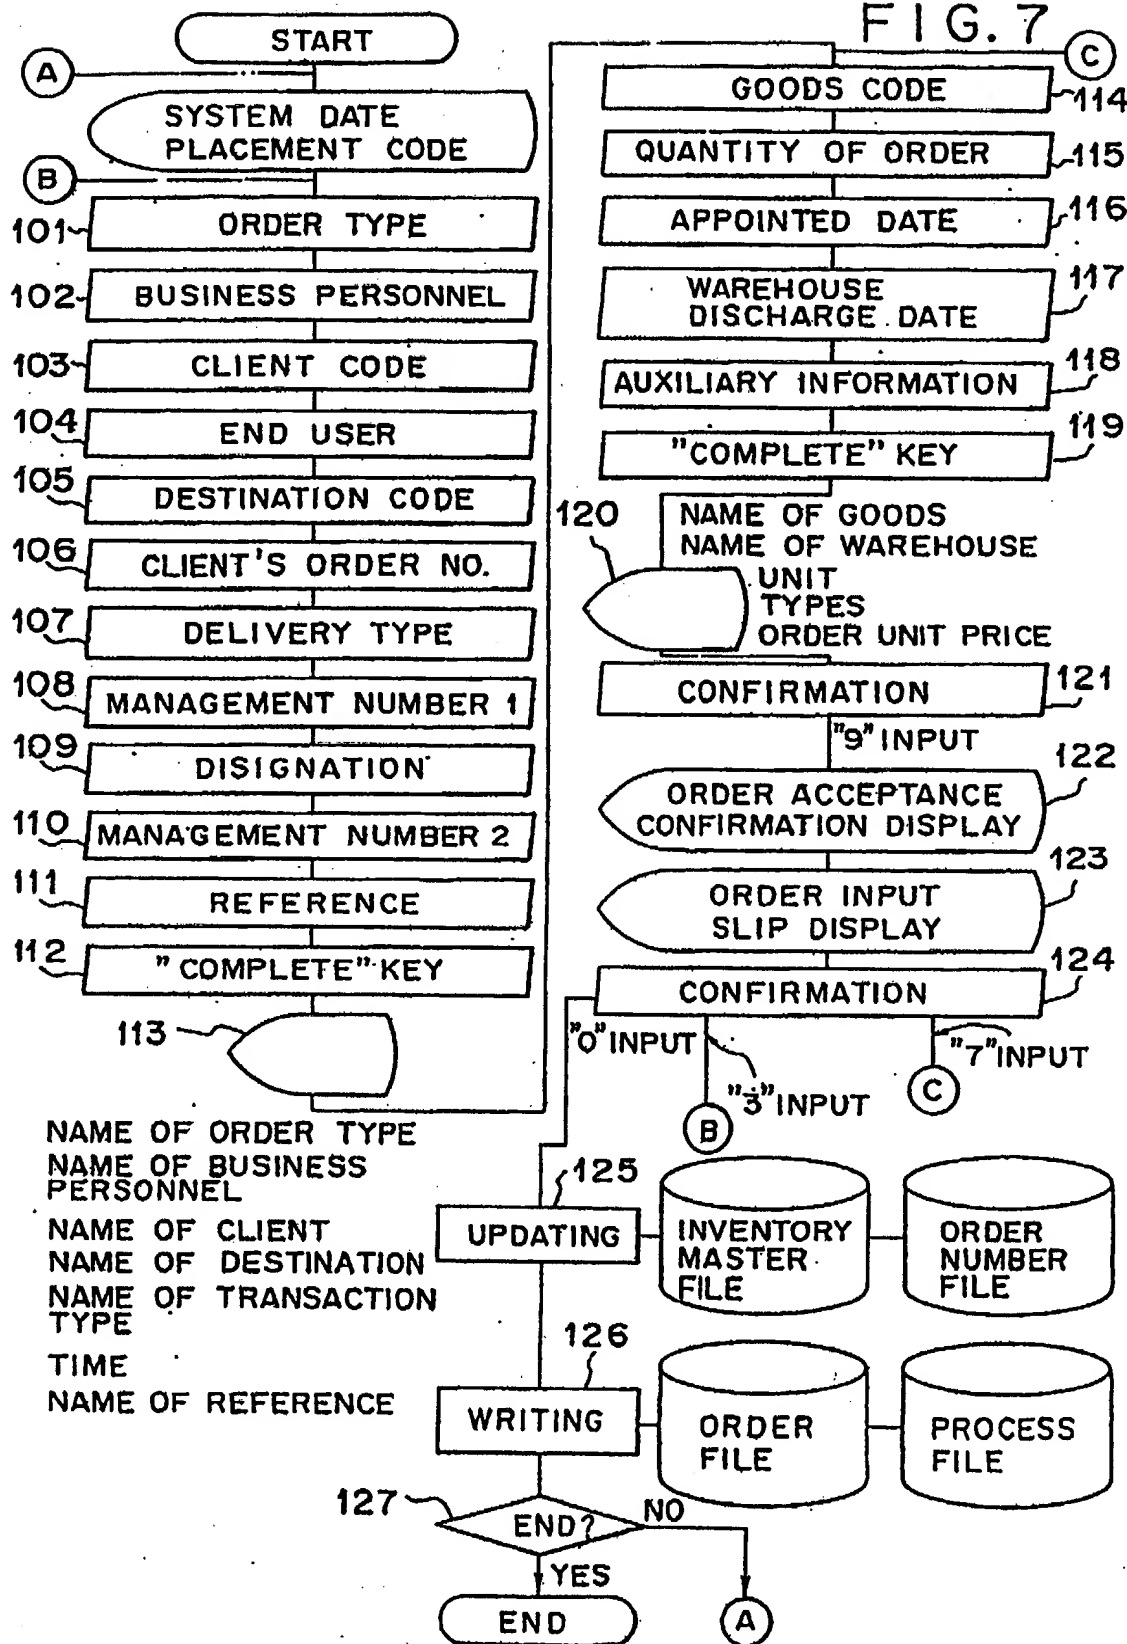 FIG. 7
START
A
SYSTEM DATE
PLACEMENT CODE
B
101
ORDER TYPE
102
BUSINESS PERSONNEL
103
CLIENT CODE
104
END USER
105
DESTINATION CODE
106
CLIENT'S ORDER NO.
107
DELIVERY TYPE
108
MANAGEMENT NUMBER 1
109
DISIGNATION
110
MANAGEMENT NUMBER 2
111
REFERENCE
112
"COMPLETE" KEY
113
NAME OF ORDER TYPE
NAME OF BUSINESS
PERSONNEL
NAME OF CLIENT
NAME OF DESTINATION
NAME OF TRANSACTION
TYPE
TIME
NAME OF REFERENCE
C
GOODS CODE
114
QUANTITY OF ORDER
115
APPOINTED DATE
116
WAREHOUSE
DISCHARGE DATE
117
AUXILIARY INFORMATION
118
"COMPLETE" KEY
119
120
NAME OF GOODS
NAME OF WAREHOUSE
UNIT
TYPES
ORDER UNIT PRICE
CONFIRMATION
121
"9" INPUT
ORDER ACCEPTANCE
CONFIRMATION DISPLAY
122
ORDER INPUT
SLIP DISPLAY
123
CONFIRMATION
124
"0" INPUT
"3" INPUT
"7" INPUT
B
C
125
UPDATING
INVENTORY
MASTER
FILE
ORDER
NUMBER
FILE
126
WRITING
ORDER
FILE
PROCESS
FILE
127
END?
NO
YES
END
A